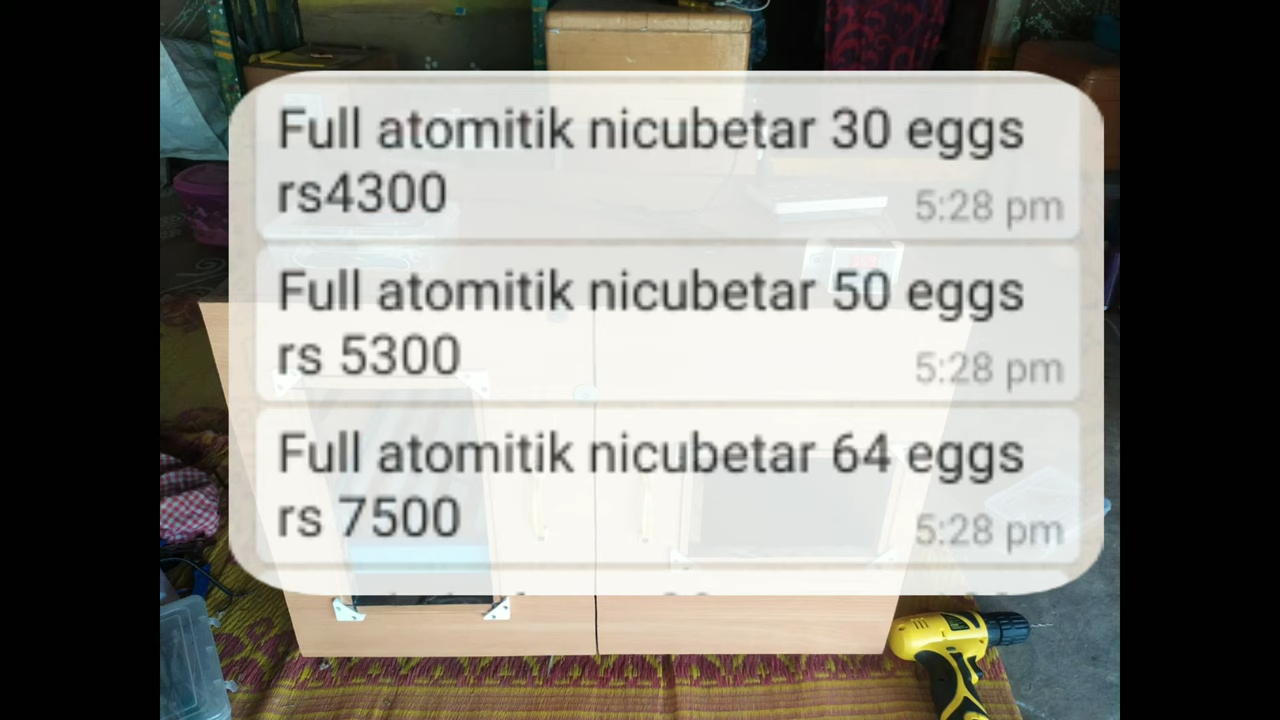 Full atomitik nicubetar 30 eggs
rs4300
5:28 pm
Full atomitik nicubetar 50 eggs
rs 5300
5:28 pm
Full atomitik nicubetar 64 eggs
rs 7500
5:28 pm